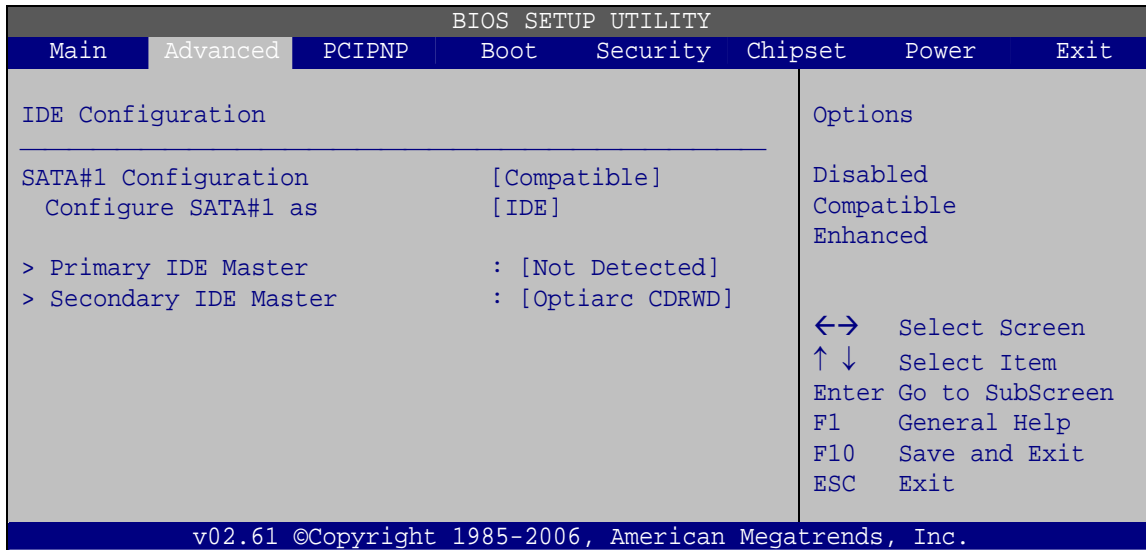 BIOS SETUP UTILITY
Main Advanced PCIPNP Boot Security Chipset Power Exit
IDE Configuration
SATA#1 Configuration [Compatible]
Configure SATA#1 as [IDE]
> Primary IDE Master : [Not Detected]
> Secondary IDE Master : [Optiarc CDRWD]
Options
Disabled
Compatible
Enhanced
←→ Select Screen
↑ ↓ Select Item
Enter Go to SubScreen
F1 General Help
F10 Save and Exit
ESC Exit
v02.61 ©Copyright 1985-2006, American Megatrends, Inc.